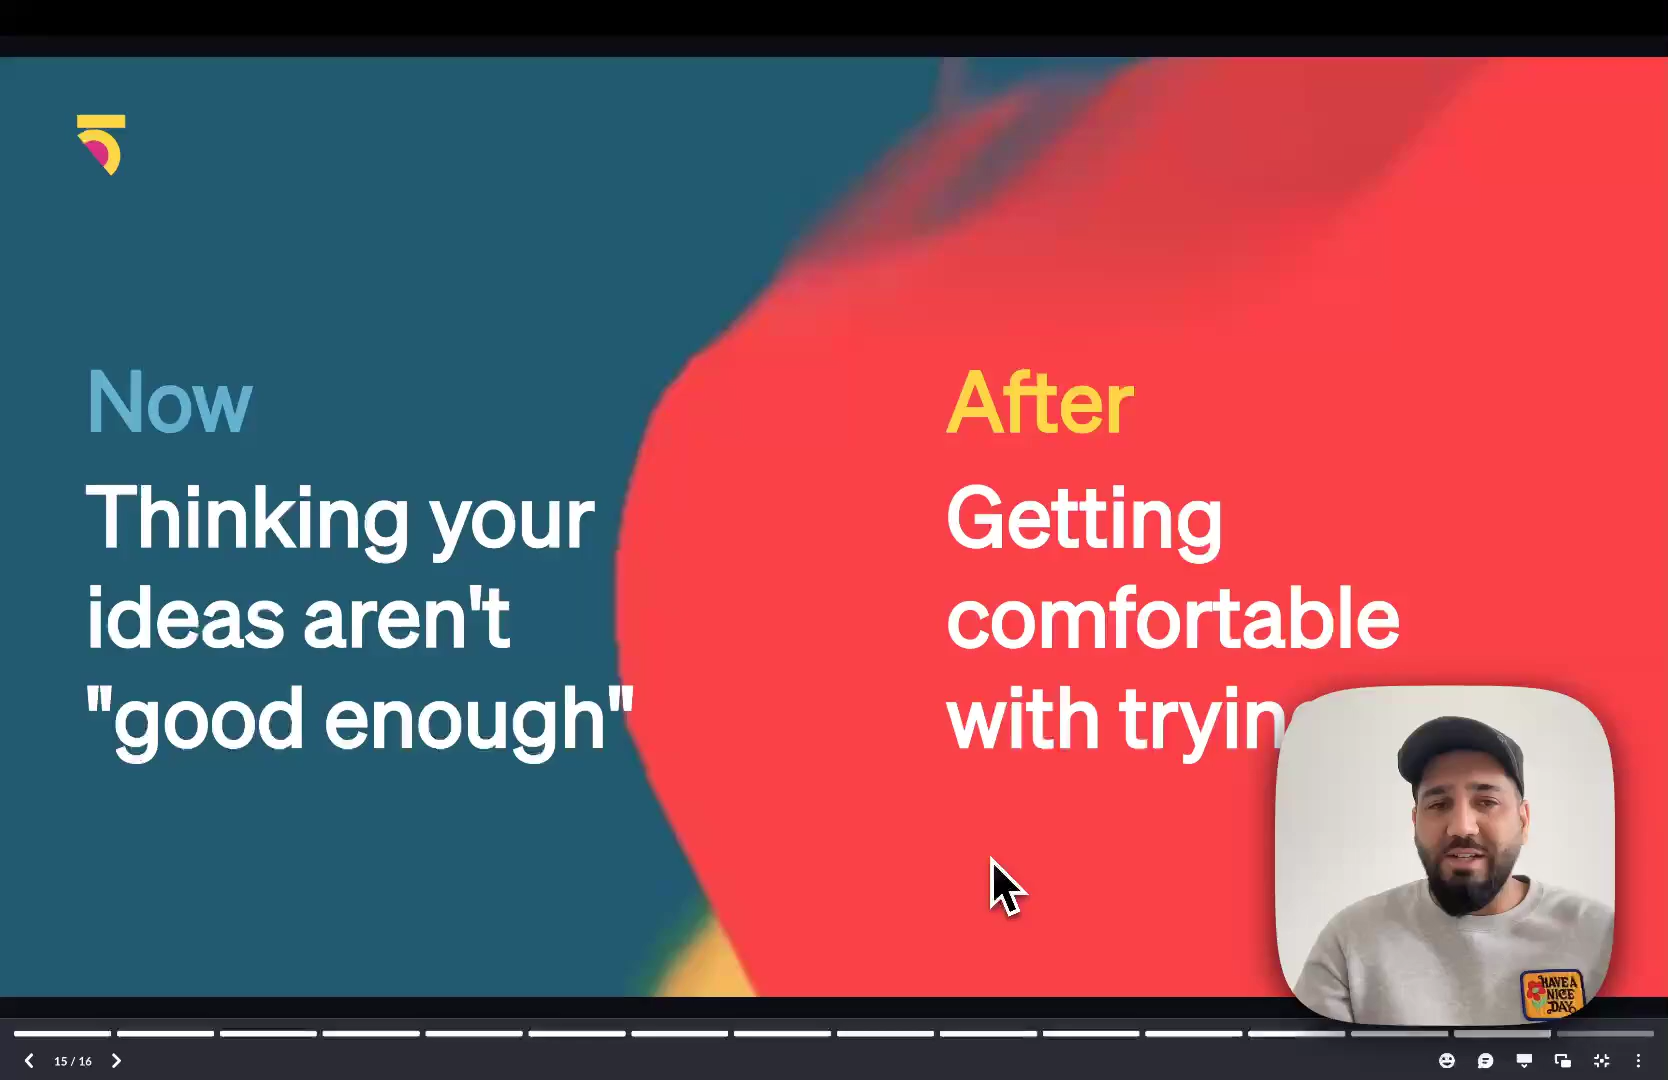 Now
Thinking your
ideas aren't
"good enough"
After
Getting
comfortable
with tryin
HAVE A
NICE
DAY
15 / 16